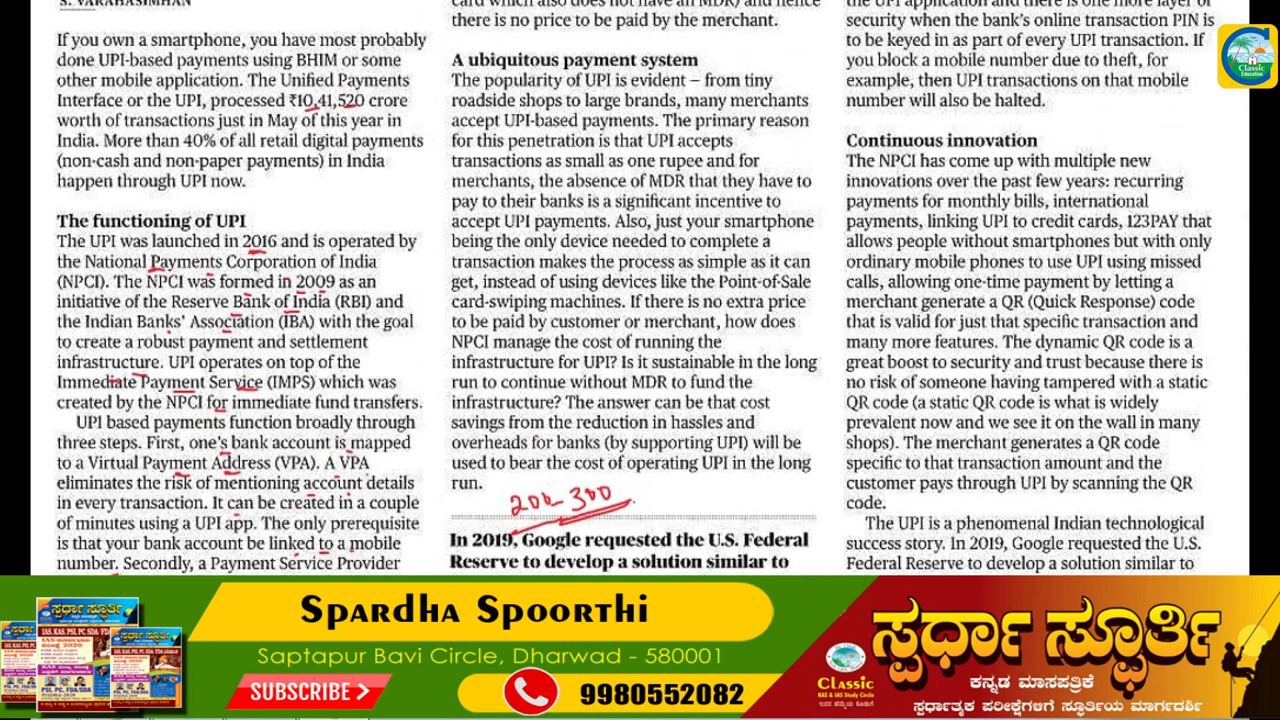 S. VARAHASIMHAN
If you own a smartphone, you have most probably
done UPI-based payments using BHIM or some
other mobile application. The Unified Payments
Interface or the UPI, processed ₹10,41,520 crore
worth of transactions just in May of this year in
India. More than 40% of all retail digital payments
(non-cash and non-paper payments) in India
happen through UPI now.
The functioning of UPI
The UPI was launched in 2016 and is operated by
the National Payments Corporation of India
(NPCI). The NPCI was formed in 2009 as an
initiative of the Reserve Bank of India (RBI) and
the Indian Banks' Association (IBA) with the goal
to create a robust payment and settlement
infrastructure. UPI operates on top of the
Immediate Payment Service (IMPS) which was
created by the NPCI for immediate fund transfers.
UPI based payments function broadly through
three steps. First, one's bank account is mapped
to a Virtual Payment Address (VPA). A VPA
eliminates the risk of mentioning account details
in every transaction. It can be created in a couple
of minutes using a UPI app. The only prerequisite
is that your bank account be linked to a mobile
number. Secondly, a Payment Service Provider
card which also does not have an MDR) and hence
there is no price to be paid by the merchant.
A ubiquitous payment system
The popularity of UPI is evident – from tiny
roadside shops to large brands, many merchants
accept UPI-based payments. The primary reason
for this penetration is that UPI accepts
transactions as small as one rupee and for
merchants, the absence of MDR that they have to
pay to their banks is a significant incentive to
accept UPI payments. Also, just your smartphone
being the only device needed to complete a
transaction makes the process as simple as it can
get, instead of using devices like the Point-of-Sale
card-swiping machines. If there is no extra price
to be paid by customer or merchant, how does
NPCI manage the cost of running the
infrastructure for UPI? Is it sustainable in the long
run to continue without MDR to fund the
infrastructure? The answer can be that cost
savings from the reduction in hassles and
overheads for banks (by supporting UPI) will be
used to bear the cost of operating UPI in the long
run.
200-300
In 2019, Google requested the U.S. Federal
Reserve to develop a solution similar to
the UPI application and there is one more layer of
security when the bank's online transaction PIN is
to be keyed in as part of every UPI transaction. If
you block a mobile number due to theft, for
example, then UPI transactions on that mobile
number will also be halted.
Continuous innovation
The NPCI has come up with multiple new
innovations over the past few years: recurring
payments for monthly bills, international
payments, linking UPI to credit cards, 123PAY that
allows people without smartphones but with only
ordinary mobile phones to use UPI using missed
calls, allowing one-time payment by letting a
merchant generate a QR (Quick Response) code
that is valid for just that specific transaction and
many more features. The dynamic QR code is a
great boost to security and trust because there is
no risk of someone having tampered with a static
QR code (a static QR code is what is widely
prevalent now and we see it on the wall in many
shops). The merchant generates a QR code
specific to that transaction amount and the
customer pays through UPI by scanning the QR
code.
The UPI is a phenomenal Indian technological
success story. In 2019, Google requested the U.S.
Federal Reserve to develop a solution similar to
Classic
Education
Spardha Spoorthi
Saptapur Bavi Circle, Dharwad - 580001
SUBSCRIBE
9980552082
ಸ್ಪರ್ಧಾ ಸ್ಫೂರ್ತಿ
Classic
KAS & IAS Study Circle
ಸ್ಪರ್ಧಾ ಸ್ಫೂರ್ತಿ
ಕನ್ನಡ ಮಾಸಪತ್ರಿಕೆ
ಸ್ಪರ್ಧಾತ್ಮಕ ಪರೀಕ್ಷೆಗಳಿಗೆ ಸ್ಫೂರ್ತಿಯ ಮಾರ್ಗದರ್ಶಿ